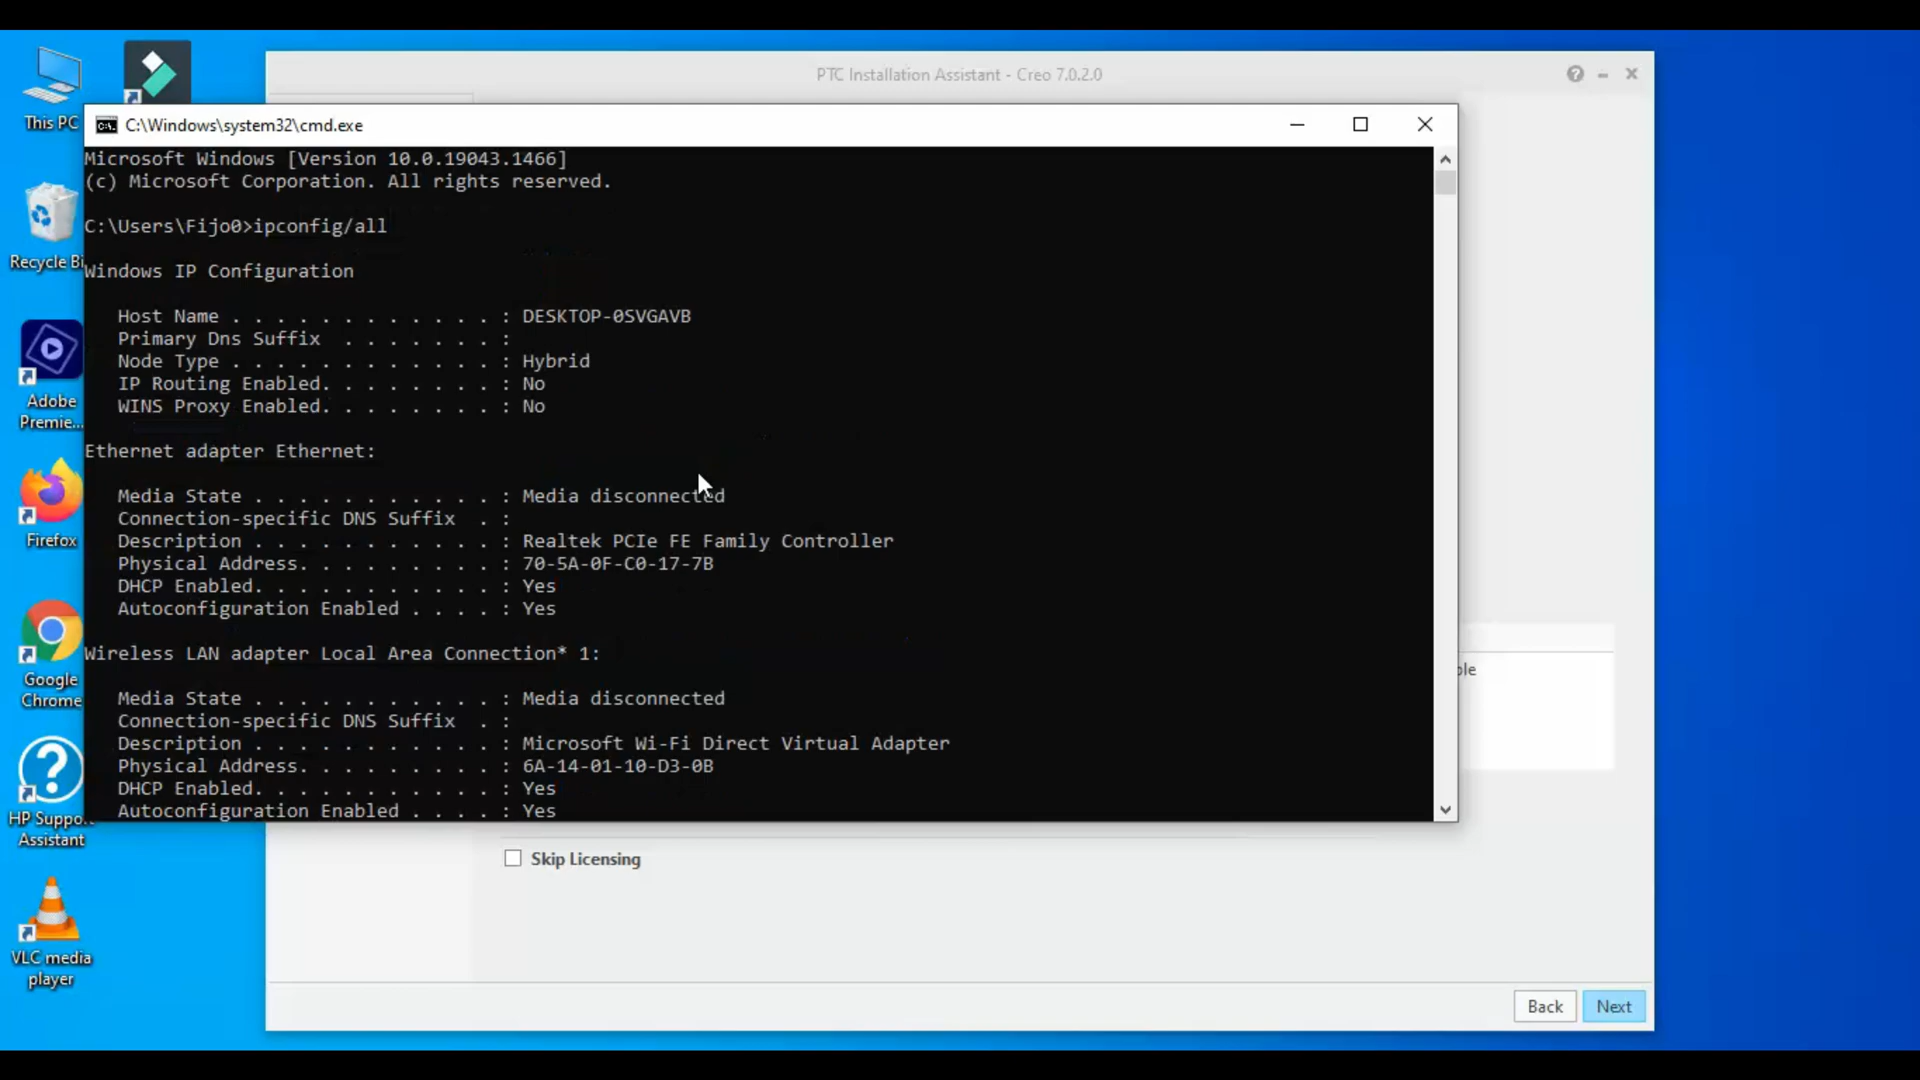 PTC Installation Assistant - Creo 7.0.2.0
This PC
C:\Windows\system32\cmd.exe
Microsoft Windows [Version 10.0.19043.1466]
(c) Microsoft Corporation. All rights reserved.
C:\Users\Fijo0>ipconfig/all
Windows IP Configuration
Host Name . . . . . . . . . . . . : DESKTOP-0SVGAVB
Primary Dns Suffix  . . . . . . . :
Node Type . . . . . . . . . . . . : Hybrid
IP Routing Enabled. . . . . . . . : No
WINS Proxy Enabled. . . . . . . . : No
Ethernet adapter Ethernet:
Media State . . . . . . . . . . . : Media disconnected
Connection-specific DNS Suffix  . :
Description . . . . . . . . . . . : Realtek PCIe FE Family Controller
Physical Address. . . . . . . . . : 70-5A-0F-C0-17-7B
DHCP Enabled. . . . . . . . . . . : Yes
Autoconfiguration Enabled . . . . : Yes
Wireless LAN adapter Local Area Connection* 1:
Media State . . . . . . . . . . . : Media disconnected
Connection-specific DNS Suffix  . :
Description . . . . . . . . . . . : Microsoft Wi-Fi Direct Virtual Adapter
Physical Address. . . . . . . . . : 6A-14-01-10-D3-0B
DHCP Enabled. . . . . . . . . . . : Yes
Autoconfiguration Enabled . . . . : Yes
Recycle Bi
Adobe
Premie...
Firefox
Google
Chrome
HP Suppo
Assistant
VLC media
player
Skip Licensing
Back
Next